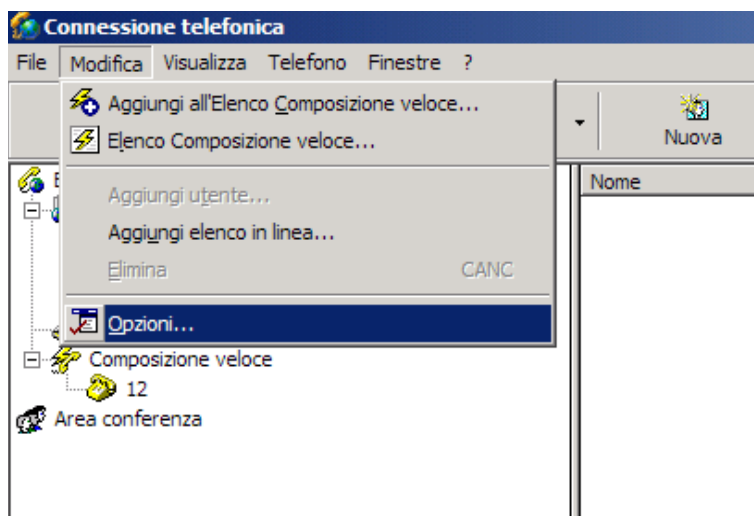 Connessione telefonica
File Modifica Visualizza Telefono Finestre ?
Aggiungi all'Elenco Composizione veloce...
Elenco Composizione veloce...
Nuova
Nome
Aggiungi utente...
Aggiungi elenco in linea...
Elimina CANC
Opzioni...
Composizione veloce
12
Area conferenza